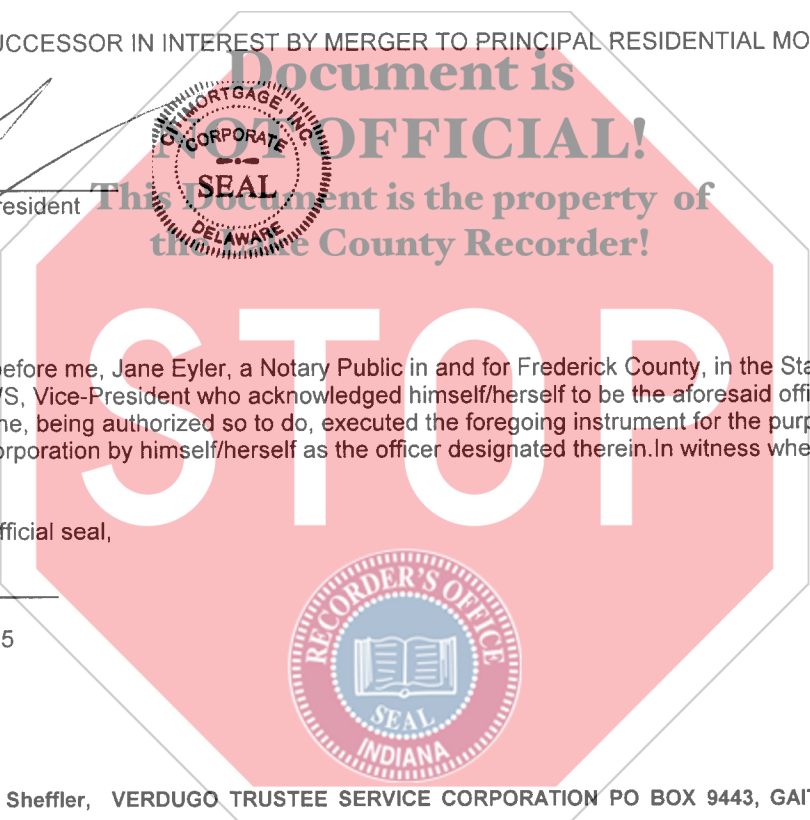 UCCESSOR IN INTEREST BY MERGER TO PRINCIPAL RESIDENTIAL MO
Document is
NOT OFFICIAL!
CITIMORTGAGE, INC.
CORPORATE
SEAL
DELAWARE
resident
This Document is the property of
the Lake County Recorder!
STOP
efore me, Jane Eyler, a Notary Public in and for Frederick County, in the Sta
/S, Vice-President who acknowledged himself/herself to be the aforesaid offi
ne, being authorized so to do, executed the foregoing instrument for the purp
orporation by himself/herself as the officer designated therein.In witness whe
fficial seal,
5
RECORDER'S OFFICE
SEAL
INDIANA
Sheffler, VERDUGO TRUSTEE SERVICE CORPORATION PO BOX 9443, GAIT